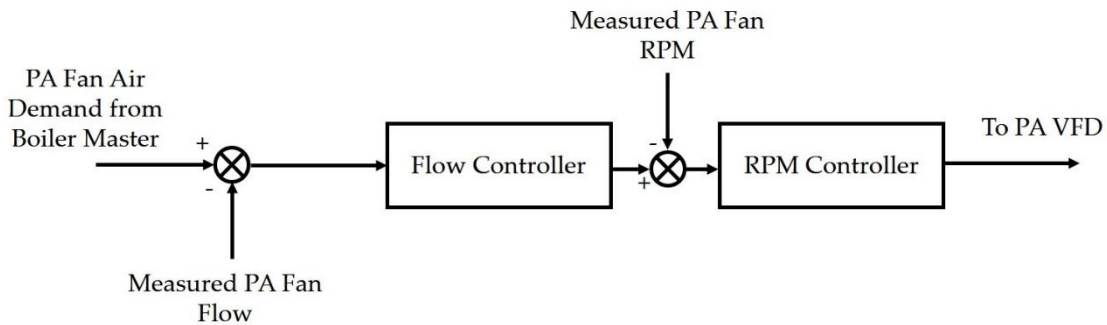 Measured PA Fan
RPM
PA Fan Air
Demand from
Boiler Master
To PA VFD
+
-
Flow Controller
-
+
RPM Controller
Measured PA Fan
Flow